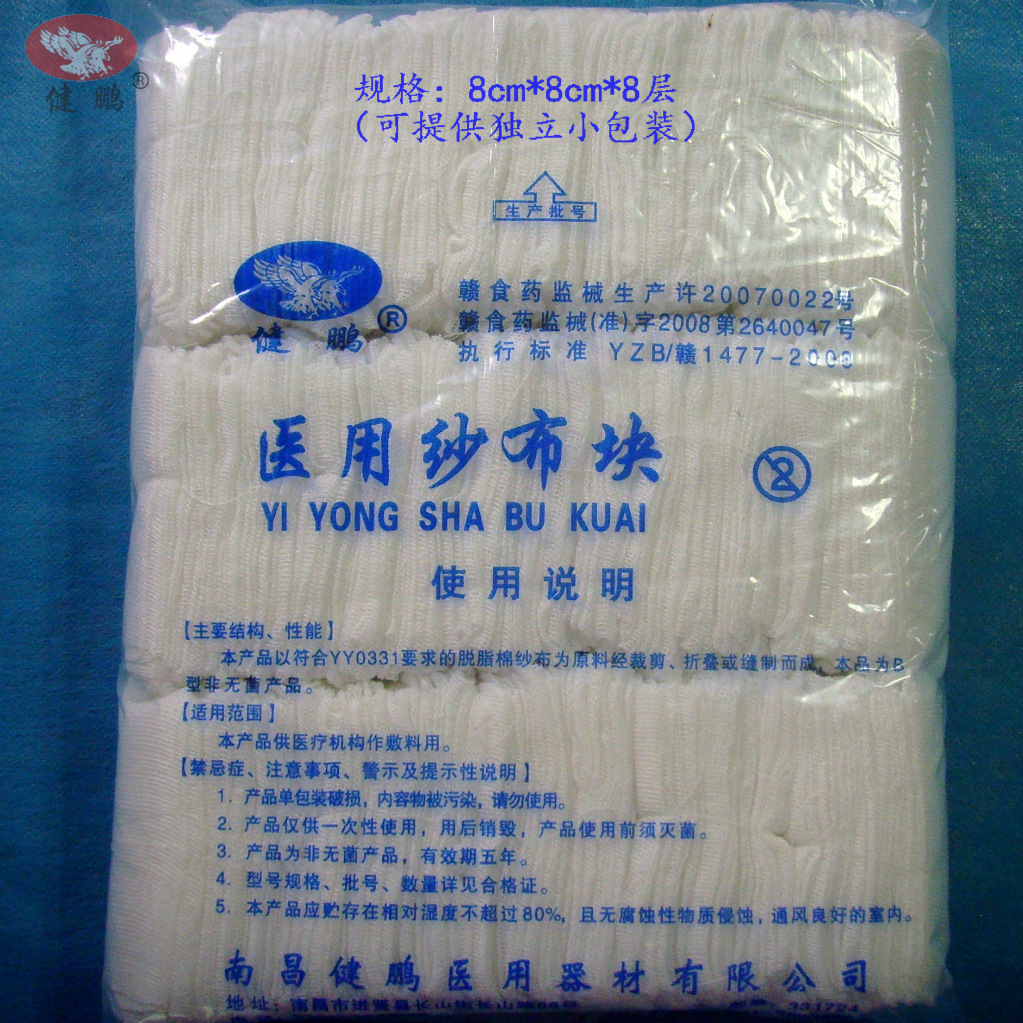 健鹏®
规格：8cm*8cm*8层
（可提供独立小包装）
生产批号
健鹏®
赣食药监械生产许20070022号
赣食药监械(准)字2008第2640047号
执行标准 YZB/赣1477-2008
医用纱布块
YI YONG SHA BU KUAI
使用说明
【主要结构、性能】
本产品以符合YY0331要求的脱脂棉纱布为原料经裁剪、折叠或缝制而成，本品为B
型非无菌产品。
【适用范围】
本产品供医疗机构作敷料用。
【禁忌症、注意事项、警示及提示性说明】
1. 产品单包装破损，内容物被污染，请勿使用。
2. 产品仅供一次性使用，用后销毁，产品使用前须灭菌。
3. 产品为非无菌产品，有效期五年。
4. 型号规格、批号、数量详见合格证。
5. 本产品应贮存在相对湿度不超过80%，且无腐蚀性物质侵蚀，通风良好的室内。
南昌健鹏医用器材有限公司
地址：南昌市进贤县长山 331724